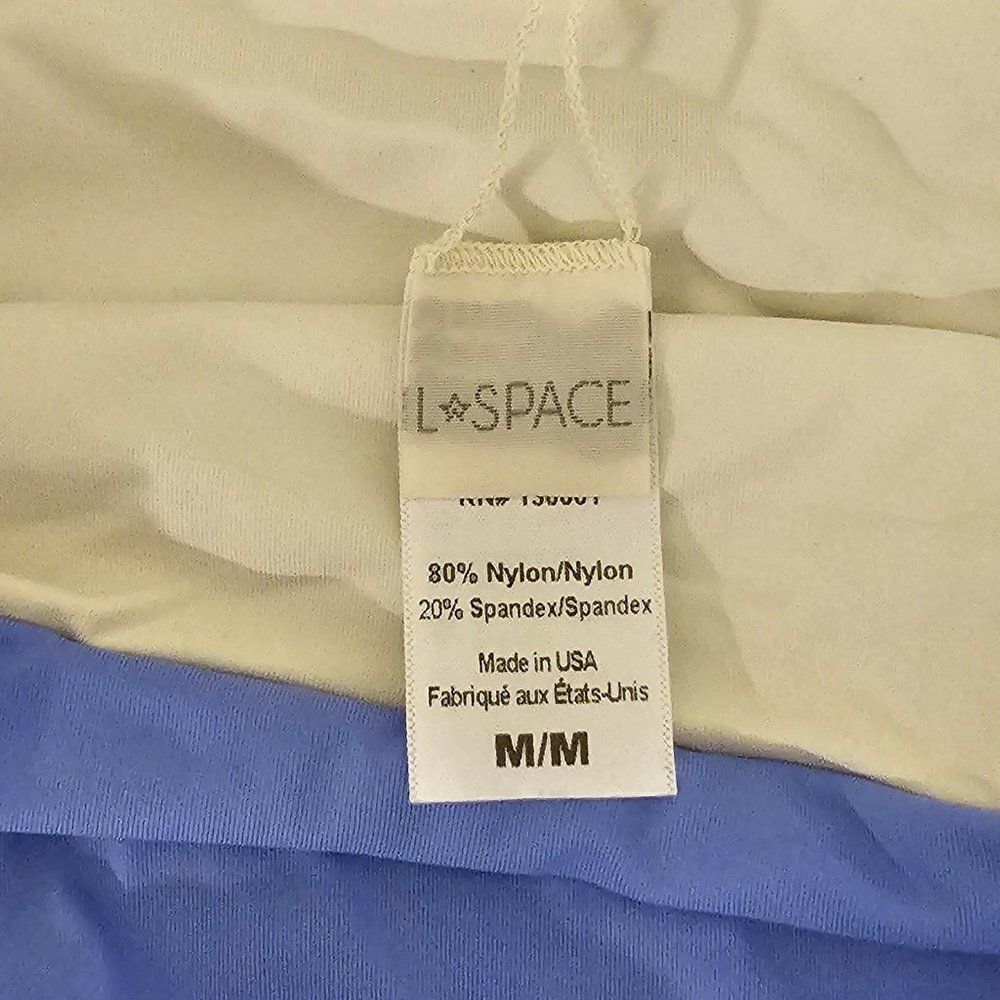 L☆SPACE
80% Nylon/Nylon
20% Spandex/Spandex
Made in USA
Fabriqué aux États-Unis
M/M